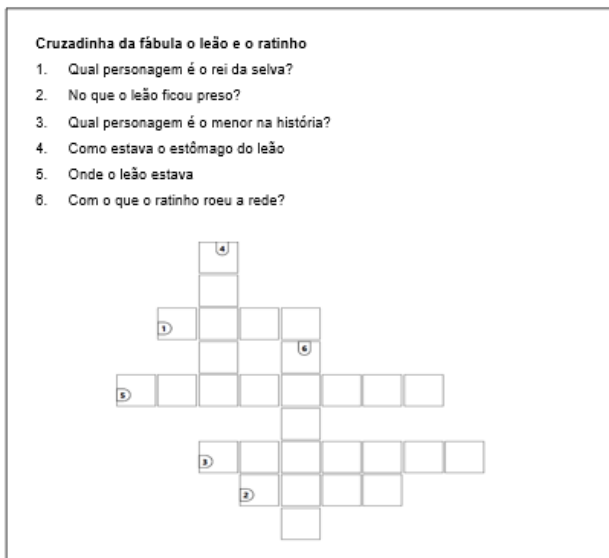 Cruzadinha da fábula o leão e o ratinho
1. Qual personagem é o rei da selva?
2. No que o leão ficou preso?
3. Qual personagem é o menor na história?
4. Como estava o estômago do leão
5. Onde o leão estava
6. Com o que o ratinho roeu a rede?
4
1
6
5
3
2